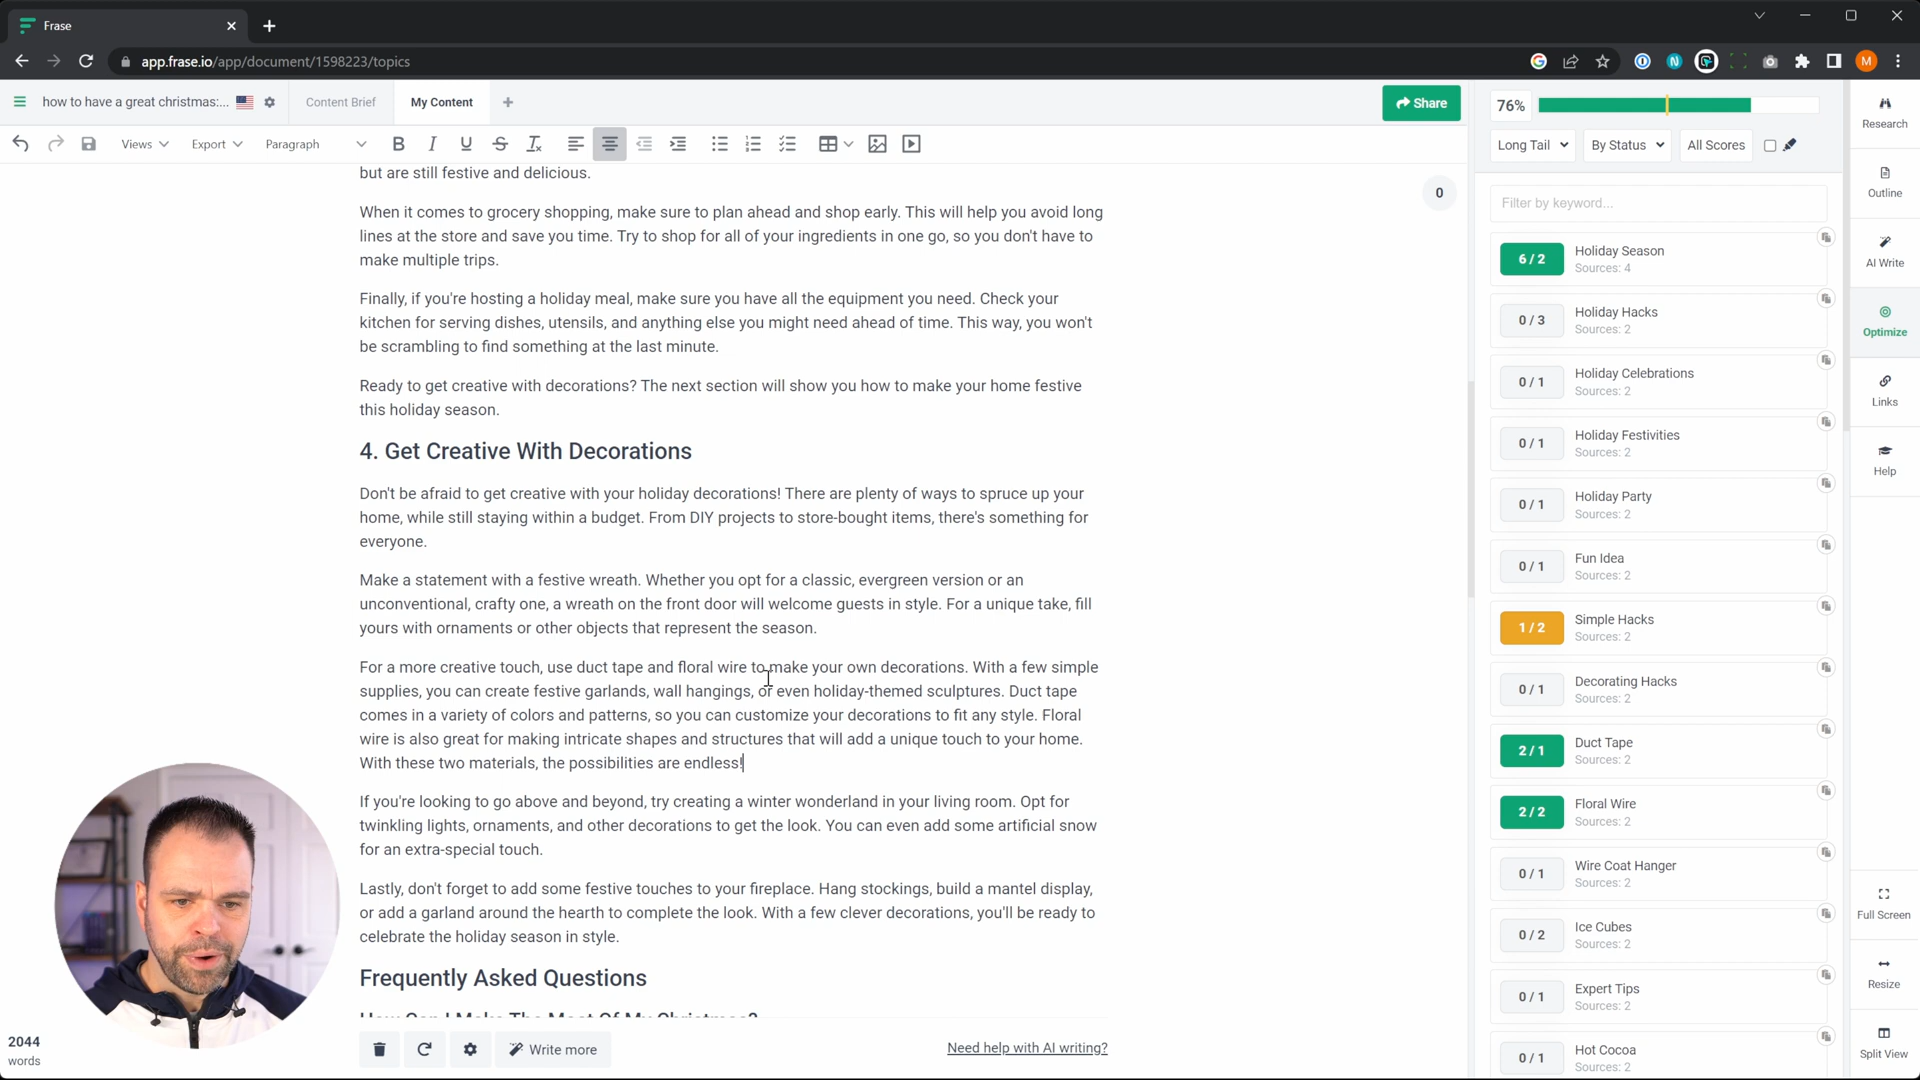 Frase
app.frase.io/app/document/1598223/topics
M
how to have a great christmas:...
Content Brief
My Content
Share
76%
Research
Views
Export
Paragraph
B I U S
Long Tail
By Status
All Scores
but are still festive and delicious.
0
When it comes to grocery shopping, make sure to plan ahead and shop early. This will help you avoid long
lines at the store and save you time. Try to shop for all of your ingredients in one go, so you don't have to
make multiple trips.
Finally, if you're hosting a holiday meal, make sure you have all the equipment you need. Check your
kitchen for serving dishes, utensils, and anything else you might need ahead of time. This way, you won't
be scrambling to find something at the last minute.
Ready to get creative with decorations? The next section will show you how to make your home festive
this holiday season.
4. Get Creative With Decorations
Don't be afraid to get creative with your holiday decorations! There are plenty of ways to spruce up your
home, while still staying within a budget. From DIY projects to store-bought items, there's something for
everyone.
Make a statement with a festive wreath. Whether you opt for a classic, evergreen version or an
unconventional, crafty one, a wreath on the front door will welcome guests in style. For a unique take, fill
yours with ornaments or other objects that represent the season.
For a more creative touch, use duct tape and floral wire to make your own decorations. With a few simple
supplies, you can create festive garlands, wall hangings, or even holiday-themed sculptures. Duct tape
comes in a variety of colors and patterns, so you can customize your decorations to fit any style. Floral
wire is also great for making intricate shapes and structures that will add a unique touch to your home.
With these two materials, the possibilities are endless!
If you're looking to go above and beyond, try creating a winter wonderland in your living room. Opt for
twinkling lights, ornaments, and other decorations to get the look. You can even add some artificial snow
for an extra-special touch.
Lastly, don't forget to add some festive touches to your fireplace. Hang stockings, build a mantel display,
or add a garland around the hearth to complete the look. With a few clever decorations, you'll be ready to
celebrate the holiday season in style.
Frequently Asked Questions
How Can I Make The Most Of My Christmas?
2044
words
Write more
Need help with AI writing?
Filter by keyword...
6 / 2
Holiday Season
Sources: 4
0 / 3
Holiday Hacks
Sources: 2
0 / 1
Holiday Celebrations
Sources: 2
0 / 1
Holiday Festivities
Sources: 2
0 / 1
Holiday Party
Sources: 2
0 / 1
Fun Idea
Sources: 2
1 / 2
Simple Hacks
Sources: 2
0 / 1
Decorating Hacks
Sources: 2
2 / 1
Duct Tape
Sources: 2
2 / 2
Floral Wire
Sources: 2
0 / 1
Wire Coat Hanger
Sources: 2
0 / 2
Ice Cubes
Sources: 2
0 / 1
Expert Tips
Sources: 2
0 / 1
Hot Cocoa
Sources: 2
Outline
AI Write
Optimize
Links
Help
Full Screen
Resize
Split View